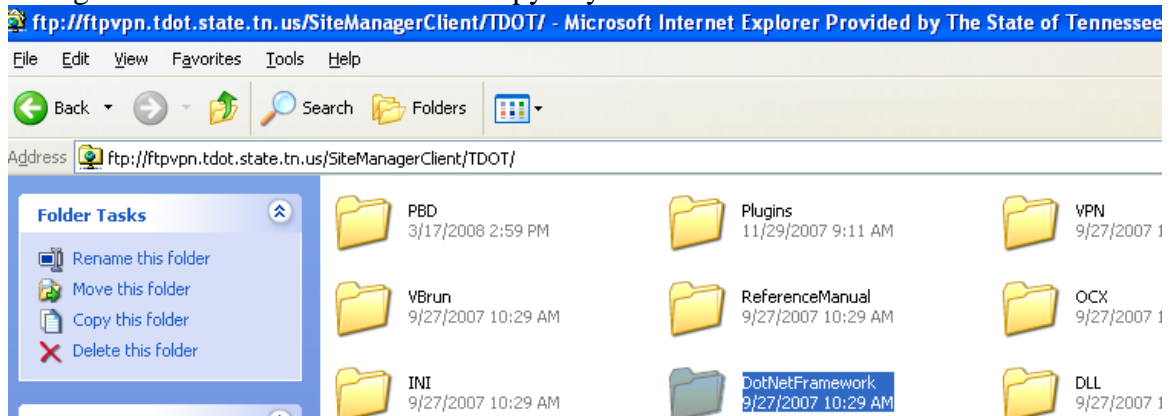 ftp://ftpvpn.tdot.state.tn.us/SiteManagerClient/TDOT/ - Microsoft Internet Explorer Provided by The State of Tennessee
File Edit View Favorites Tools Help
Back Search Folders
Address ftp://ftpvpn.tdot.state.tn.us/SiteManagerClient/TDOT/
Folder Tasks
Rename this folder
Move this folder
Copy this folder
Delete this folder
PBD Plugins VPN
3/17/2008 2:59 PM 11/29/2007 9:11 AM 9/27/2007 1
VBrun ReferenceManual OCX
9/27/2007 10:29 AM 9/27/2007 10:29 AM 9/27/2007 1
INI DotNetFramework DLL
9/27/2007 10:29 AM 9/27/2007 10:29 AM 9/27/2007 1